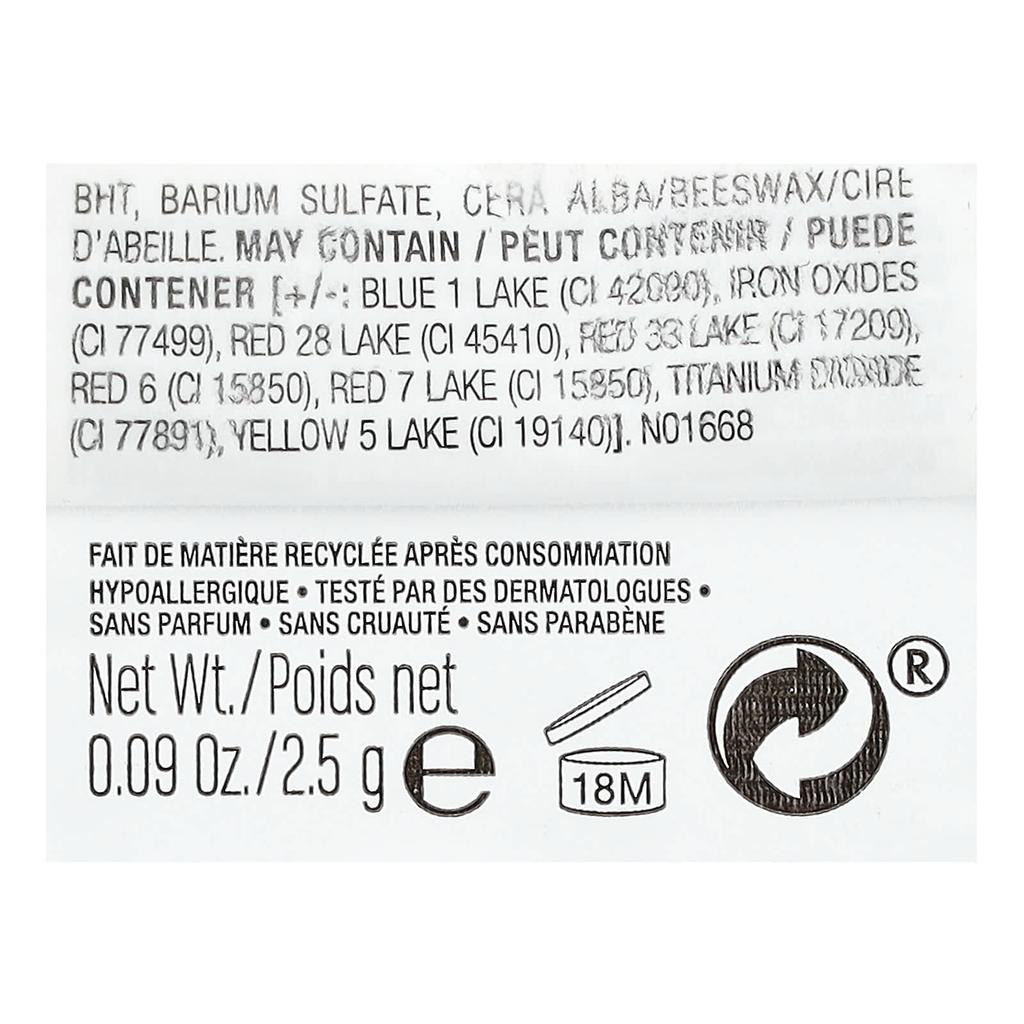 BHT, BARIUM SULFATE, CERA ALBA/BEESWAX/CIRE
D'ABEILLE. MAY CONTAIN / PEUT CONTENIR / PUEDE
CONTENER [+/-: BLUE 1 LAKE (CI 42090), IRON OXIDES
(CI 77499), RED 28 LAKE (CI 45410), RED 33 LAKE (CI 17200),
RED 6 (CI 15850), RED 7 LAKE (CI 15850), TITANIUM DIOXIDE
(CI 77891), YELLOW 5 LAKE (CI 19140)]. N01668
FAIT DE MATIÈRE RECYCLÉE APRÈS CONSOMMATION
HYPOALLERGIQUE • TESTÉ PAR DES DERMATOLOGUES •
SANS PARFUM • SANS CRUAUTÉ • SANS PARABÈNE
Net Wt./Poids net
0.09 Oz./2.5 g e
18M
®